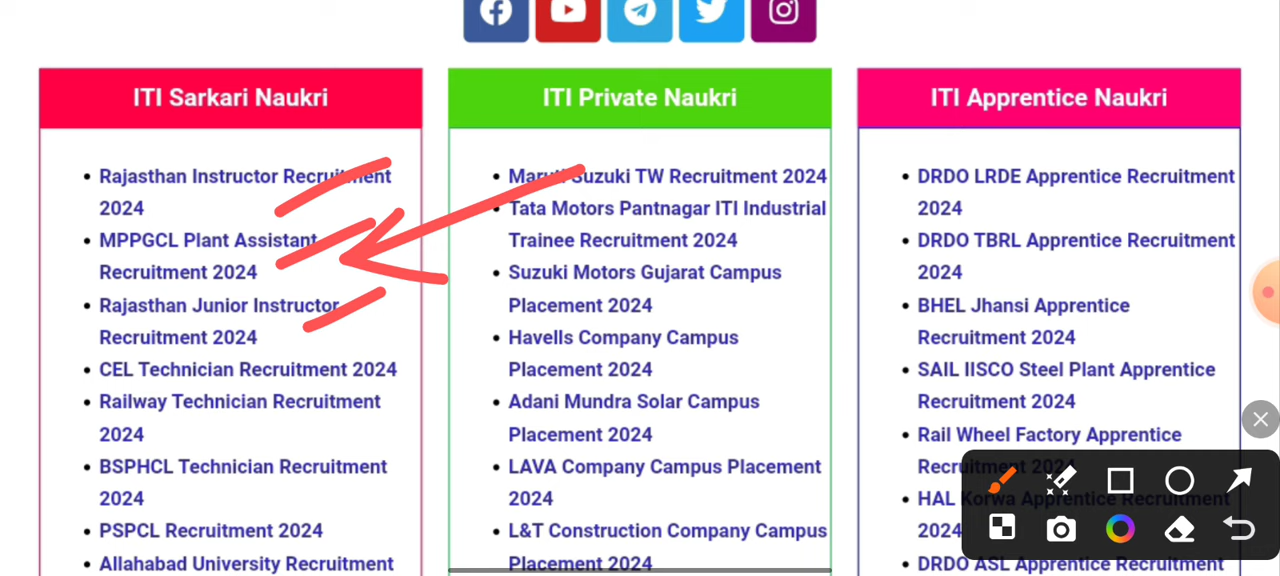 ITI Sarkari Naukri
Rajasthan Instructor Recruitment
2024
MPPGCL Plant Assistant
Recruitment 2024
Rajasthan Junior Instructor
Recruitment 2024
CEL Technician Recruitment 2024
Railway Technician Recruitment
2024
BSPHCL Technician Recruitment
2024
PSPCL Recruitment 2024
Allahabad University Recruitment
ITI Private Naukri
Maruti Suzuki TW Recruitment 2024
Tata Motors Pantnagar ITI Industrial
Trainee Recruitment 2024
Suzuki Motors Gujarat Campus
Placement 2024
Havells Company Campus
Placement 2024
Adani Mundra Solar Campus
Placement 2024
LAVA Company Campus Placement
2024
L&T Construction Company Campus
Placement 2024
ITI Apprentice Naukri
DRDO LRDE Apprentice Recruitment
2024
DRDO TBRL Apprentice Recruitment
2024
BHEL Jhansi Apprentice
Recruitment 2024
SAIL IISCO Steel Plant Apprentice
Recruitment 2024
Rail Wheel Factory Apprentice
Recruitment 2024
HAL Korwa Apprentice Recruitment
2024
DRDO ASL Apprentice Recruitment